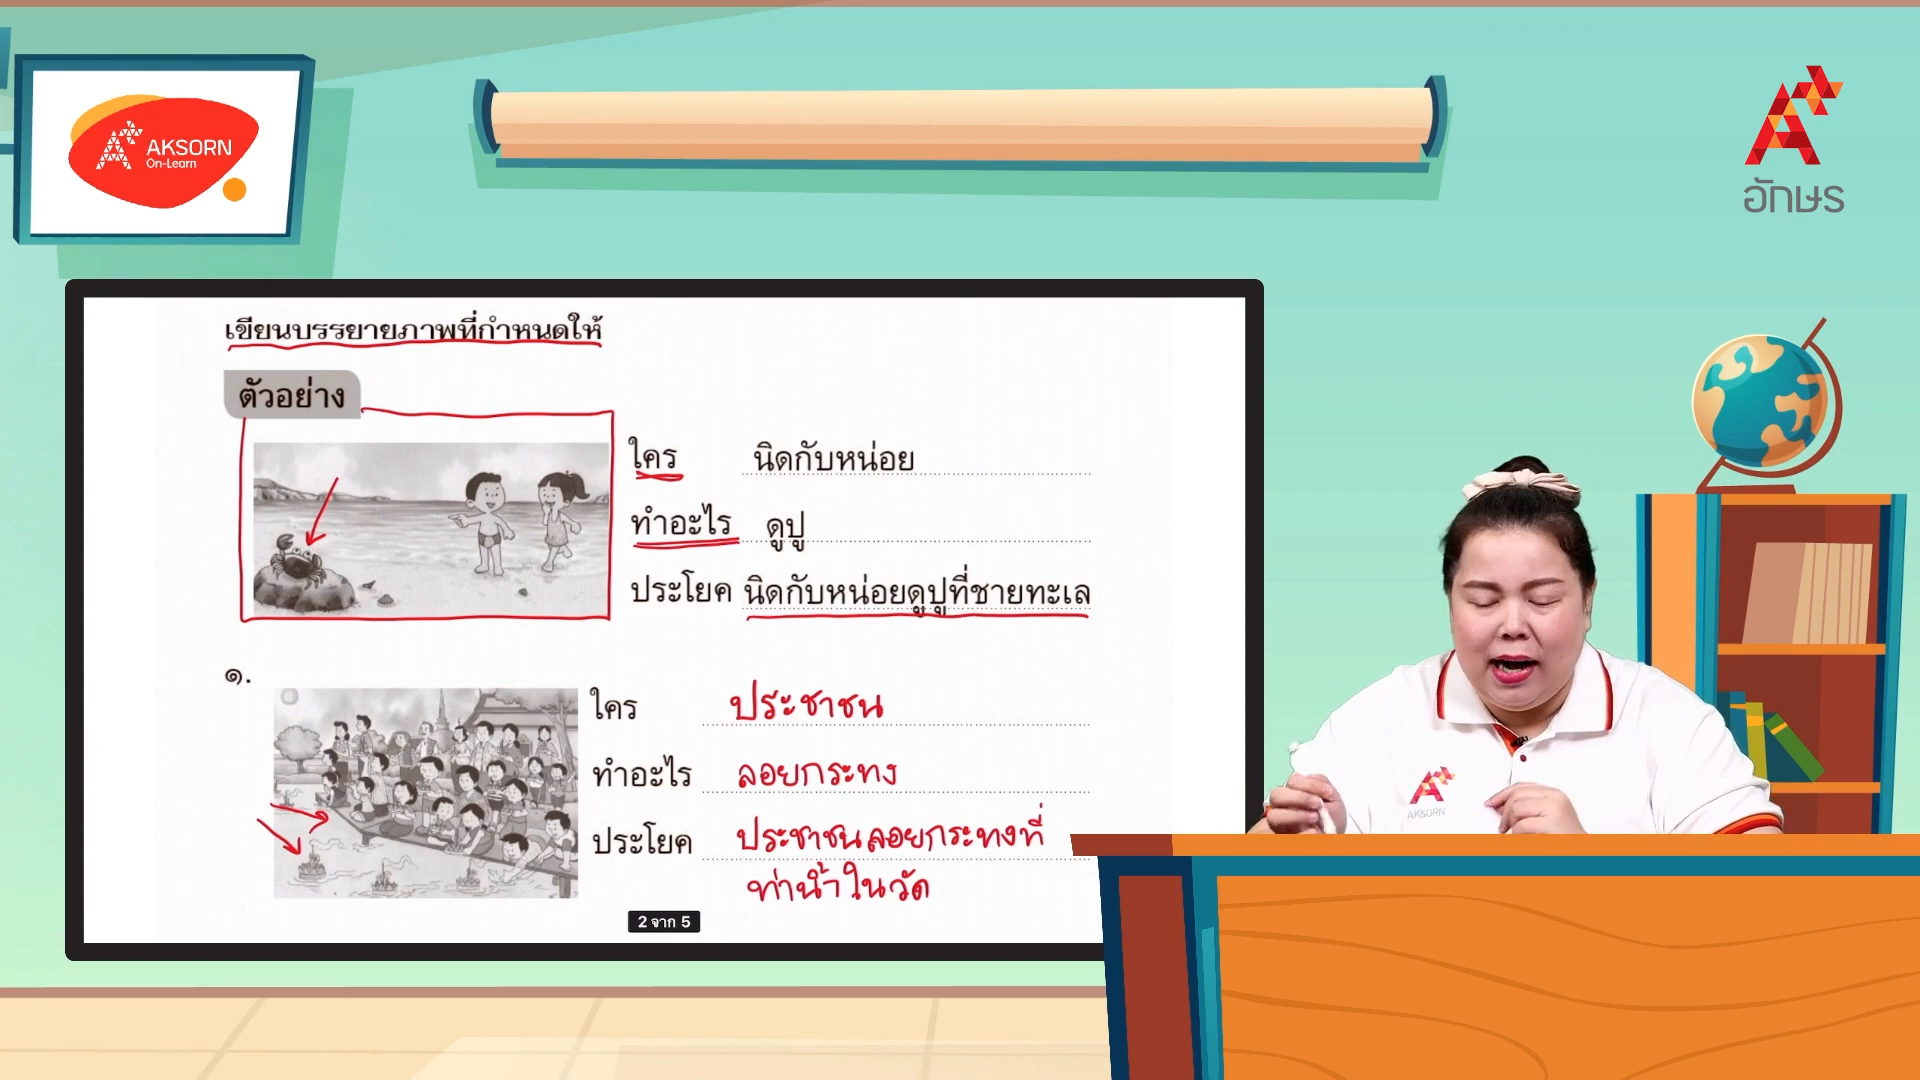 AKSORN
On-Learn
อักษร
เขียนบรรยายภาพที่กำหนดให้
ตัวอย่าง
ใคร นิดกับหน่อย
ทำอะไร ดูปู
ประโยค นิดกับหน่อยดูปูที่ชายทะเล
๑.
ใคร ประชาชน
ทำอะไร ลอยกระทง
ประโยค ประชาชนลอยกระทงที่
ท่าน้ำในวัด
2 จาก 5
AKSORN